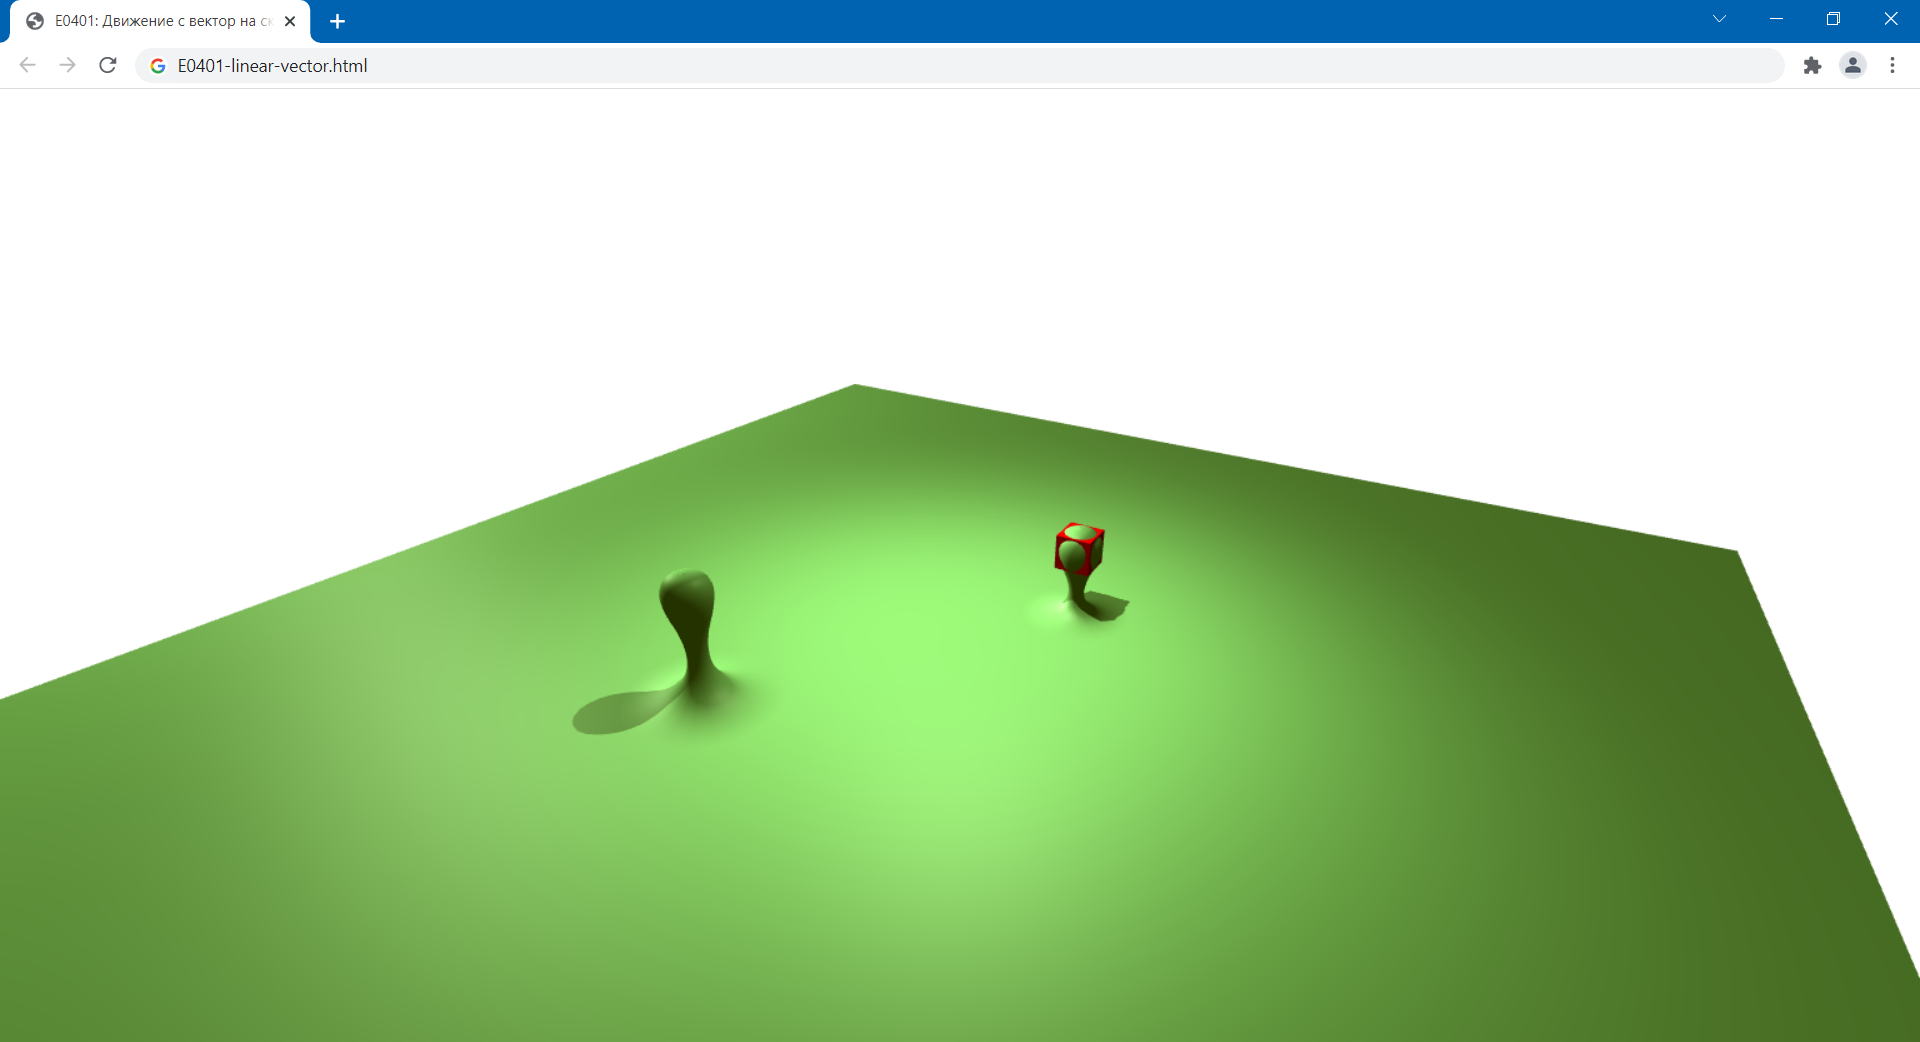 E0401: Движение с вектор на
E0401-linear-vector.html